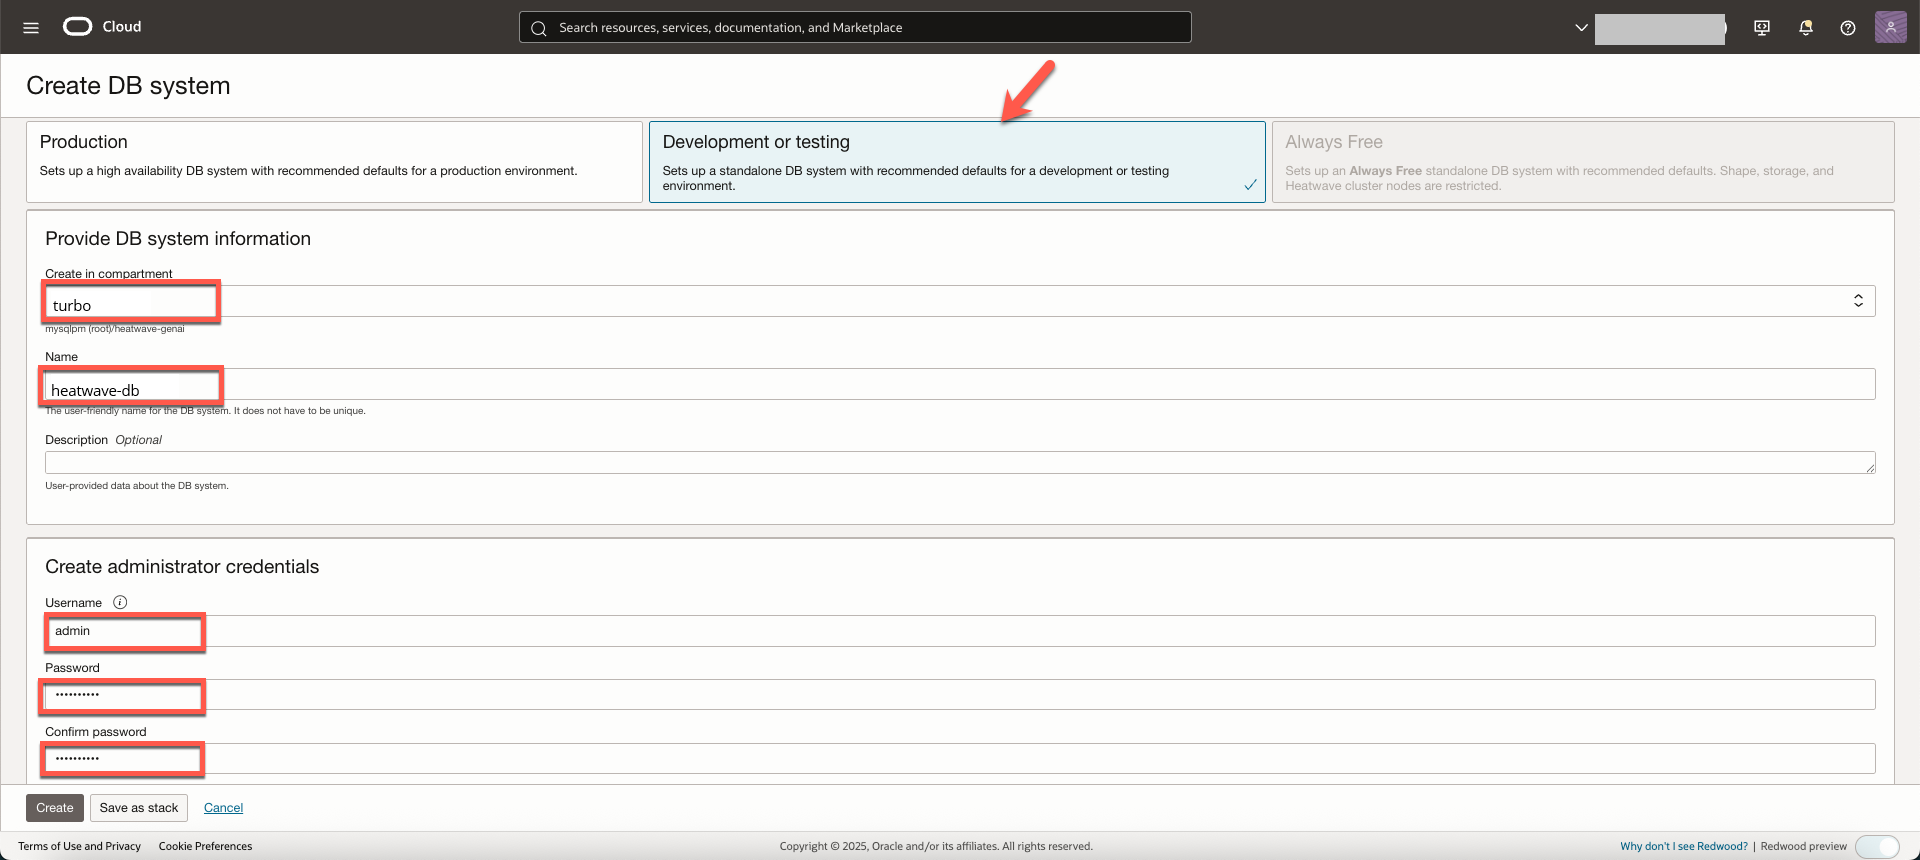 Cloud
Search resources, services, documentation, and Marketplace
Create DB system
Production
Sets up a high availability DB system with recommended defaults for a production environment.
Development or testing
Sets up a standalone DB system with recommended defaults for a development or testing
environment.
Always Free
Sets up an Always Free standalone DB system with recommended defaults. Shape, storage, and
Heatwave cluster nodes are restricted.
Provide DB system information
Create in compartment
turbo
mysqlpm (root)/heatwave-genai
Name
heatwave-db
The user-friendly name for the DB system. It does not have to be unique.
Description Optional
User-provided data about the DB system.
Create administrator credentials
Username
admin
Password
••••••••••
Confirm password
••••••••••
Create
Save as stack
Cancel
Terms of Use and Privacy
Cookie Preferences
Copyright © 2025, Oracle and/or its affiliates. All rights reserved.
Why don't I see Redwood? | Redwood preview